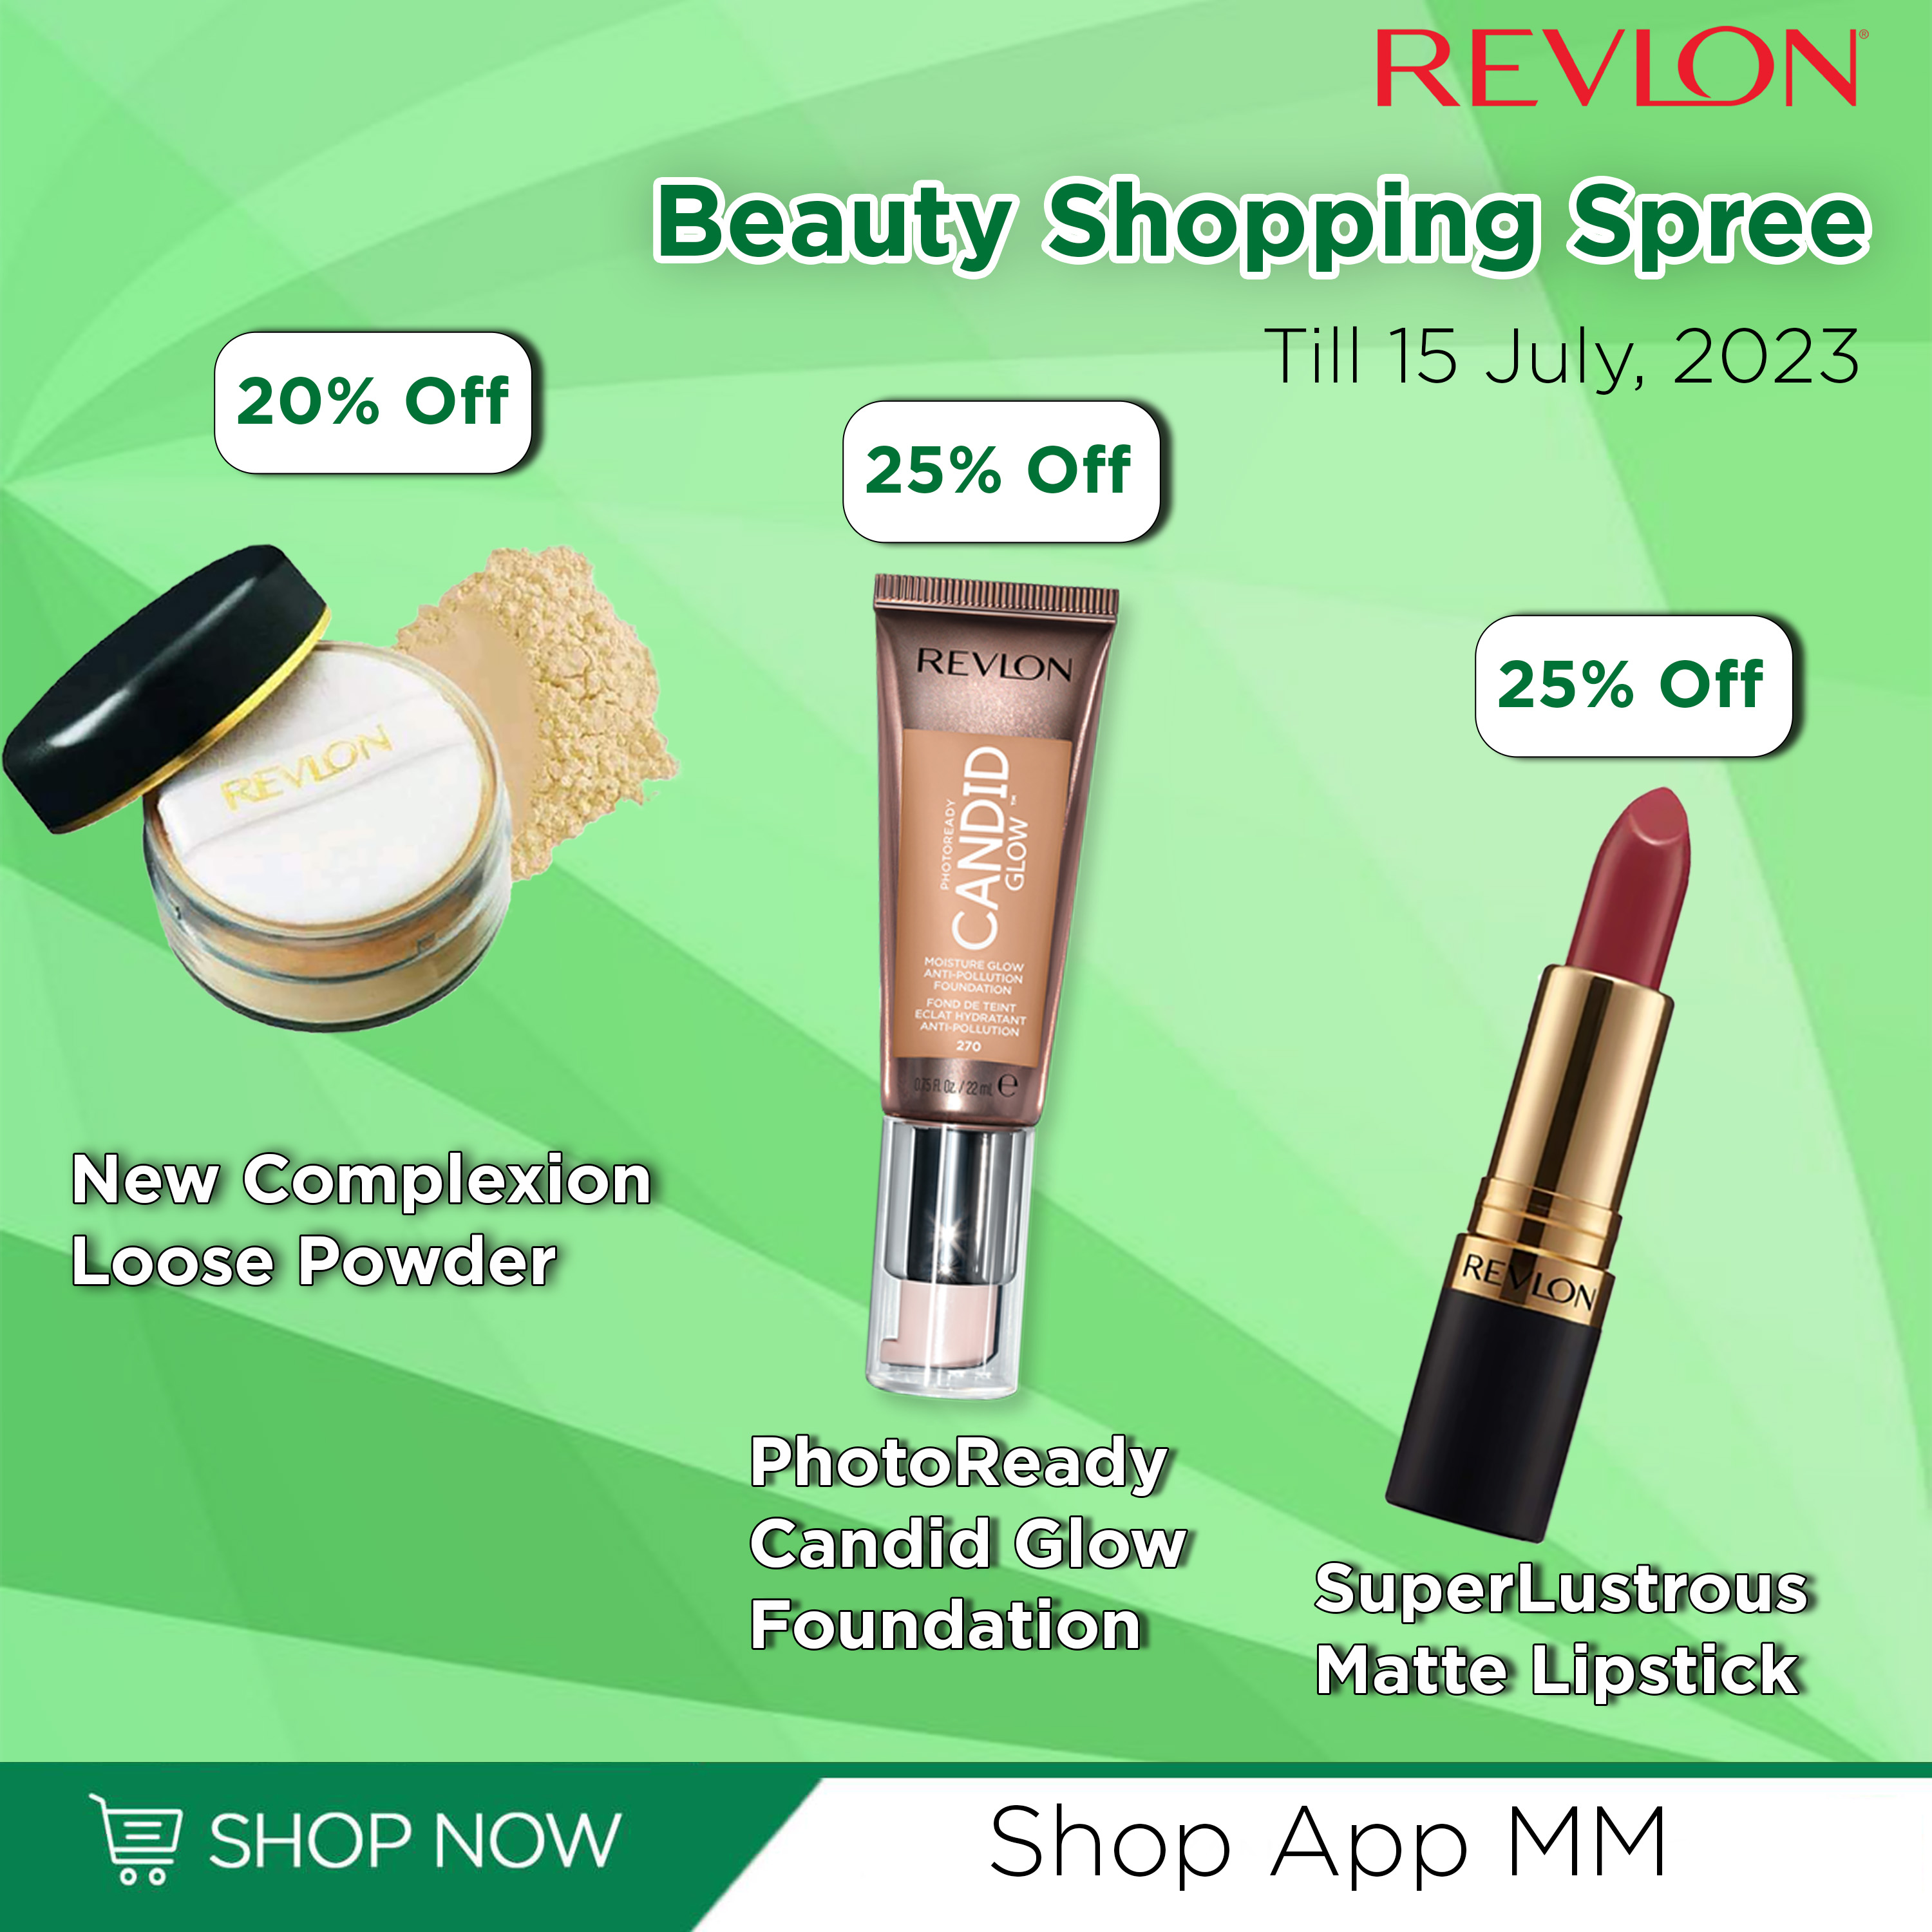 REVLON®
Beauty Shopping Spree
Till 15 July, 2023
20% Off
25% Off
25% Off
REVLON
REVLON
PHOTOREADY
CANDID
GLOW™
MOISTURE GLOW
ANTI-POLLUTION
FOUNDATION
FOND DE TEINT
ECLAT HYDRATANT
ANTI-POLLUTION
270
0.75 Fl. Oz. / 22 mL ℮
REVLON
New Complexion
Loose Powder
PhotoReady
Candid Glow
Foundation
SuperLustrous
Matte Lipstick
SHOP NOW
Shop App MM